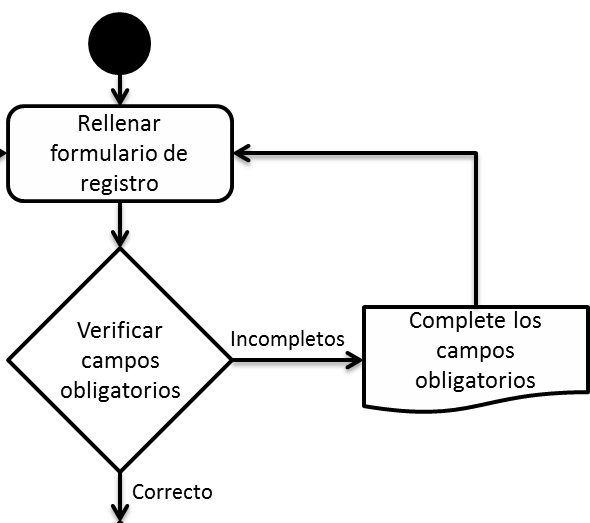 Rellenar
formulario de
registro
Verificar
campos
obligatorios
Incompletos
Complete los
campos
obligatorios
Correcto